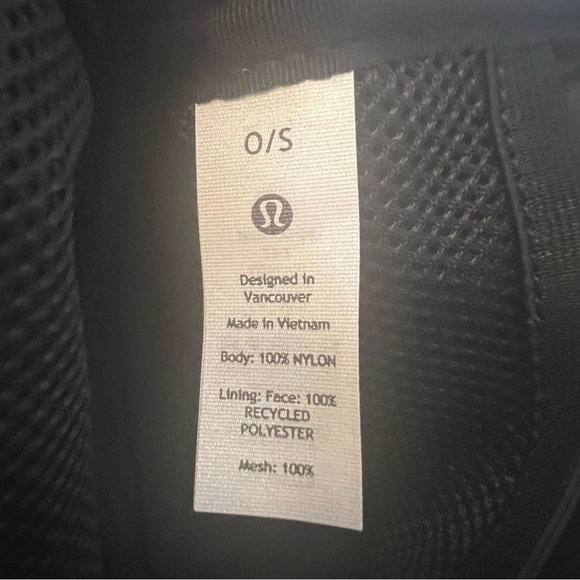 O/S
Designed in
Vancouver
Made in Vietnam
Body: 100% NYLON
Lining: Face: 100%
RECYCLED
POLYESTER
Mesh: 100%